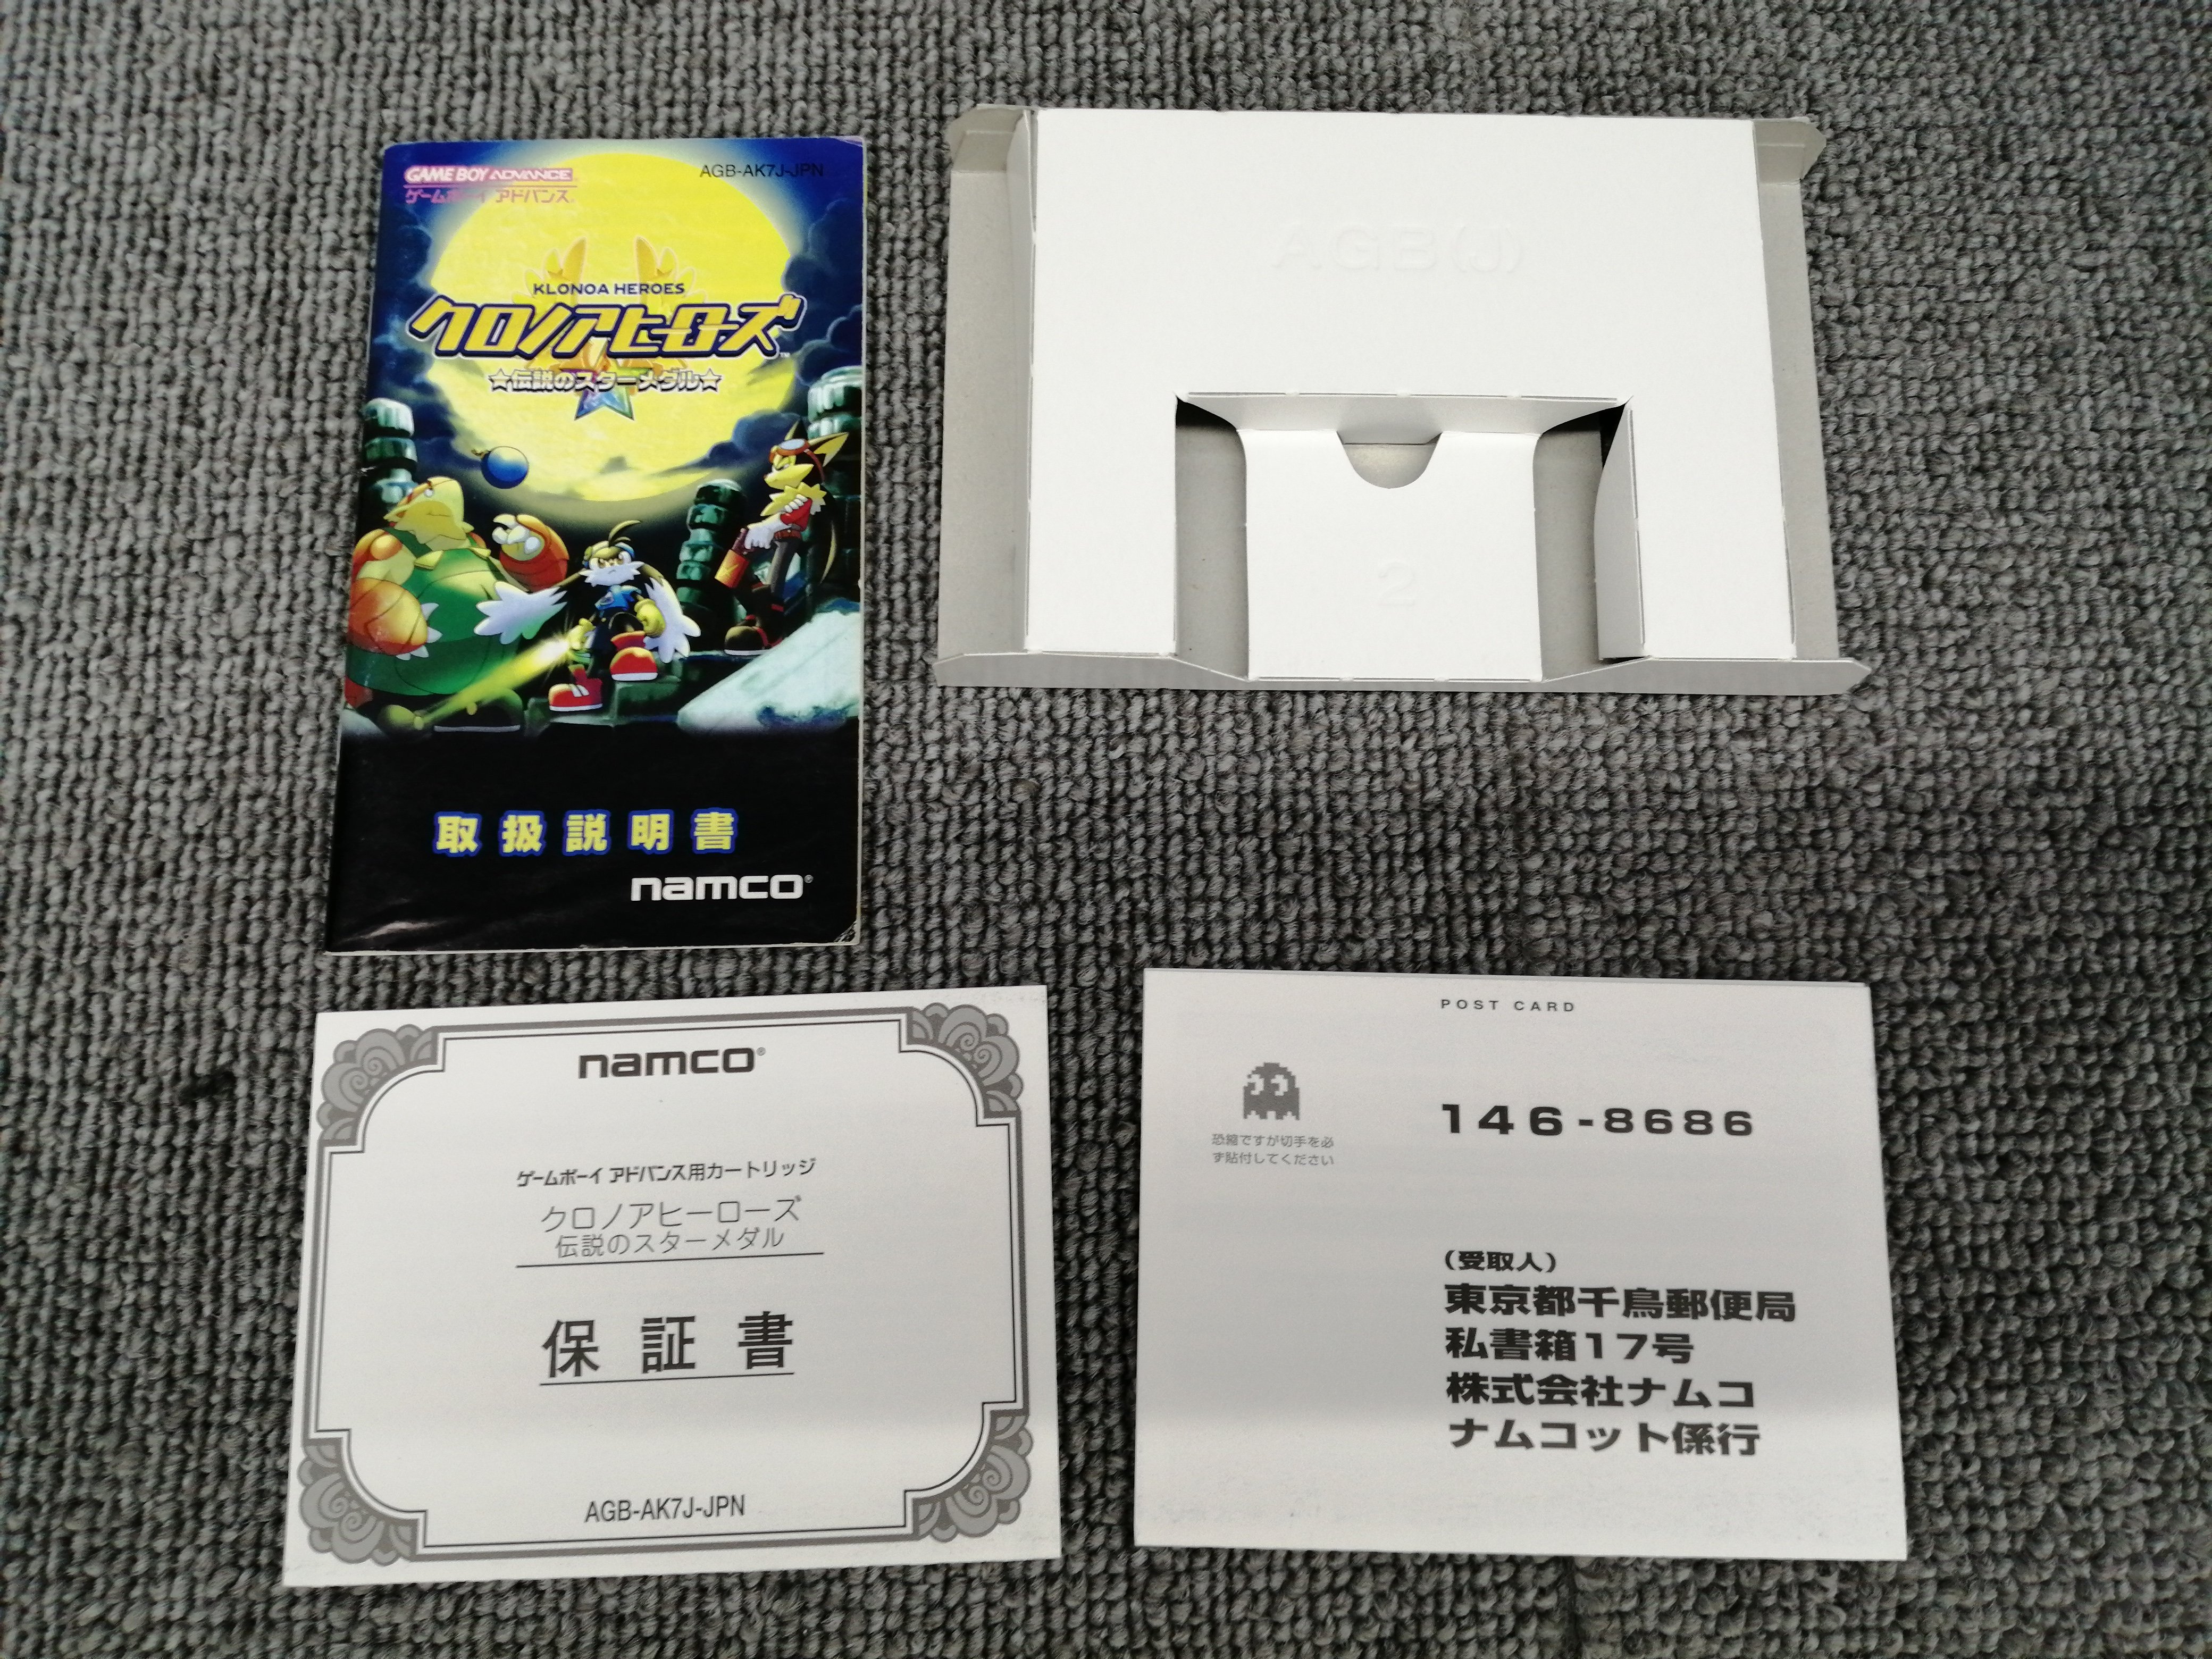 GAME BOY ADVANCE
ゲームボーイ アドバンス
AGB-AK7J-JPN
KLONOA HEROES
クロノアヒーローズ™
☆伝説のスターメダル☆
取扱説明書
namco®
AGB(J)
2
namco®
ゲームボーイ アドバンス用カートリッジ
クロノアヒーローズ
伝説のスターメダル
保証書
AGB-AK7J-JPN
POST CARD
恐縮ですが切手を必
ず貼付してください
146-8686
(受取人)
東京都千鳥郵便局
私書箱17号
株式会社ナムコ
ナムコット係行